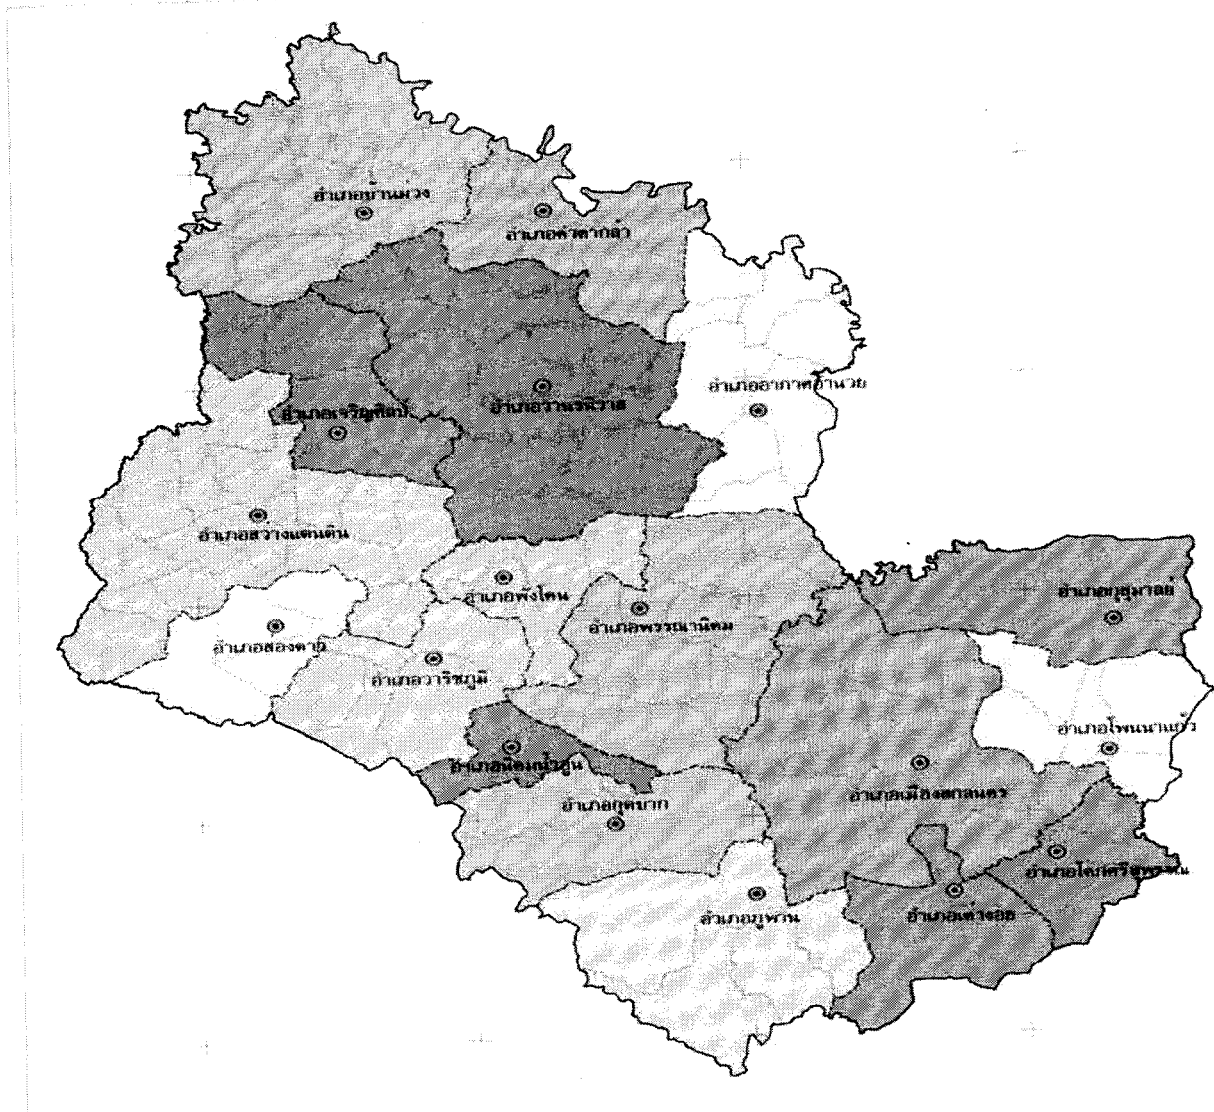 อำเภอบ้านม่วง
อำเภอคำตากล้า
อำเภออากาศอำนวย
อำเภอเจริญศิลป์
อำเภอวานรนิวาส
อำเภอสว่างแดนดิน
อำเภอพังโคน
อำเภอกุสุมาลย์
อำเภอพรรณานิคม
อำเภอส่องดาว
อำเภอวาริชภูมิ
อำเภอโพนนาแก้ว
อำเภอนิคมน้ำอูน
อำเภอเมืองสกลนคร
อำเภอกุดบาก
อำเภอโคกศรีสุพรรณ
อำเภอเต่างอย
อำเภอภูพาน